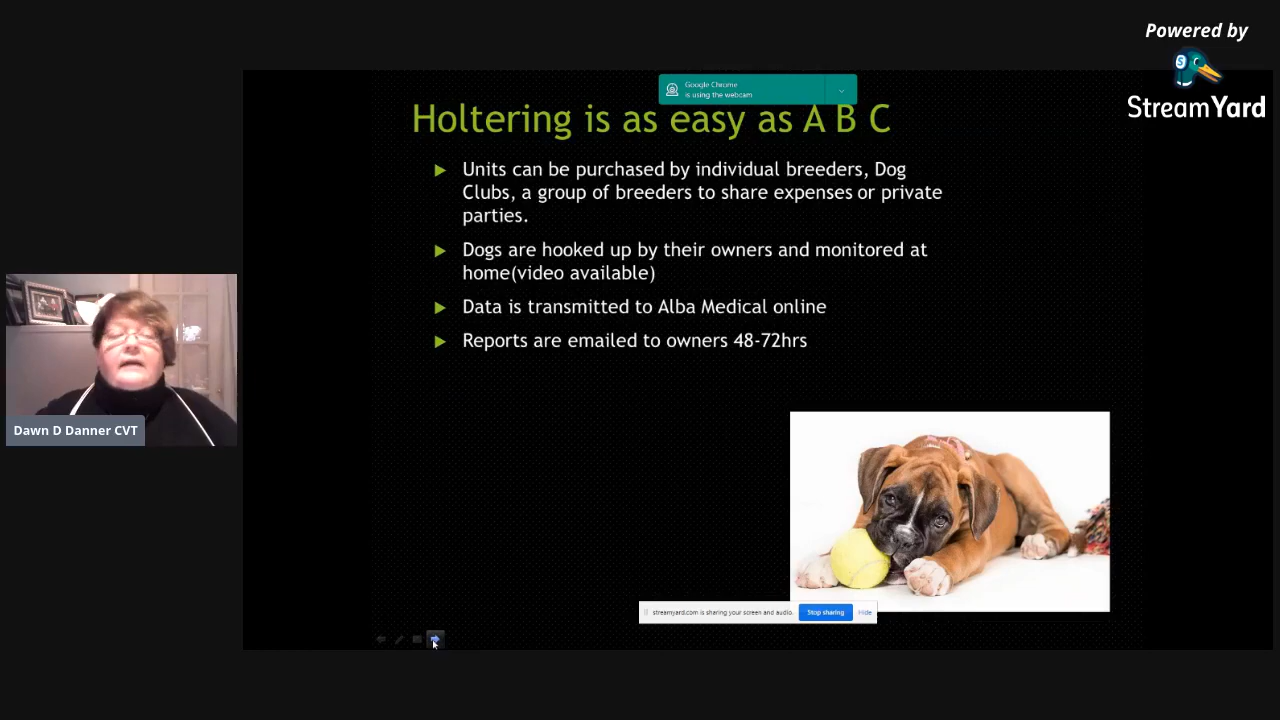 Powered by
StreamYard
Google Chrome
is using the webcam
Holtering is as easy as A B C
Units can be purchased by individual breeders, Dog
Clubs, a group of breeders to share expenses or private
parties.
Dogs are hooked up by their owners and monitored at
home(video available)
Data is transmitted to Alba Medical online
Reports are emailed to owners 48-72hrs
Dawn D Danner CVT
streamyard.com is sharing your screen and audio.
Stop sharing
Hide